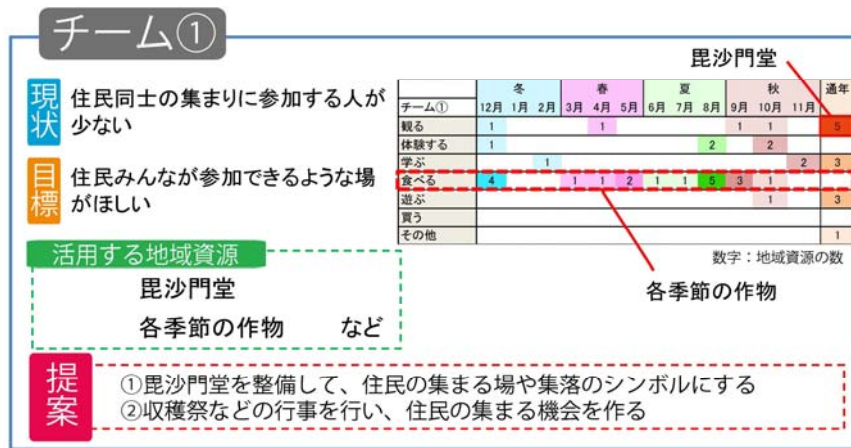 チーム①
毘沙門堂
現状
住民同士の集まりに参加する人が
少ない
目標
住民みんなが参加できるような場
がほしい
冬 春 夏 秋 通年
チーム① 12月 1月 2月 3月 4月 5月 6月 7月 8月 9月 10月 11月
観る 1 1 1 1 5
体験する 1 2 2
学ぶ 1 2 3
食べる 4 1 1 2 1 1 5 3 1
遊ぶ 1 3
買う
その他 1
数字：地域資源の数
各季節の作物
活用する地域資源
毘沙門堂
各季節の作物 など
提案
①毘沙門堂を整備して、住民の集まる場や集落のシンボルにする
②収穫祭などの行事を行い、住民の集まる機会を作る